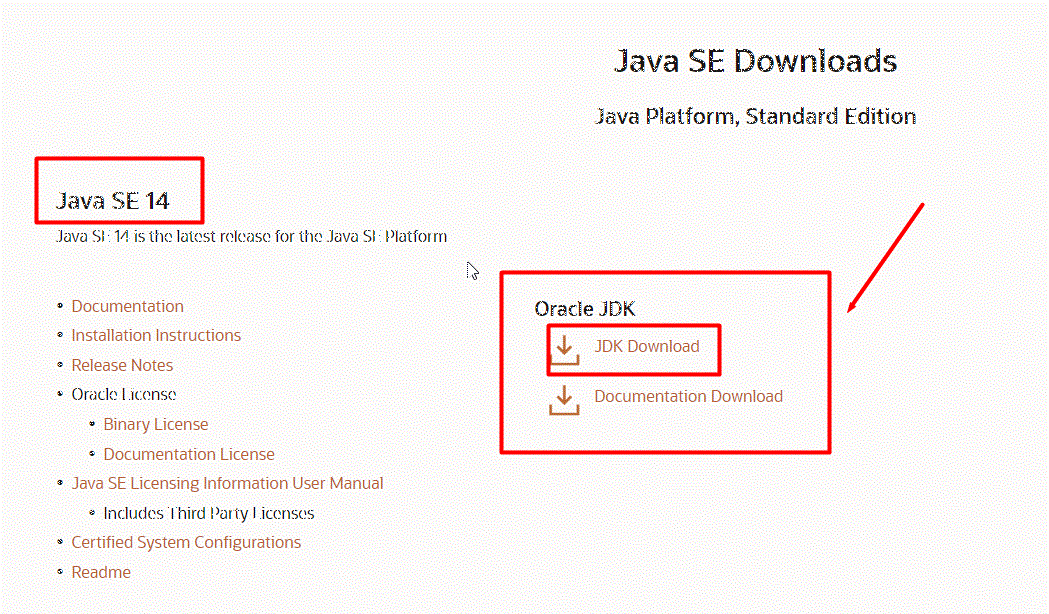 Java SE Downloads
Java Platform, Standard Edition
Java SE 14
Java SE 14 is the latest release for the Java SE Platform
Documentation
Installation Instructions
Release Notes
Oracle License
Binary License
Documentation License
Java SE Licensing Information User Manual
Includes Third Party Licenses
Certified System Configurations
Readme
Oracle JDK
JDK Download
Documentation Download